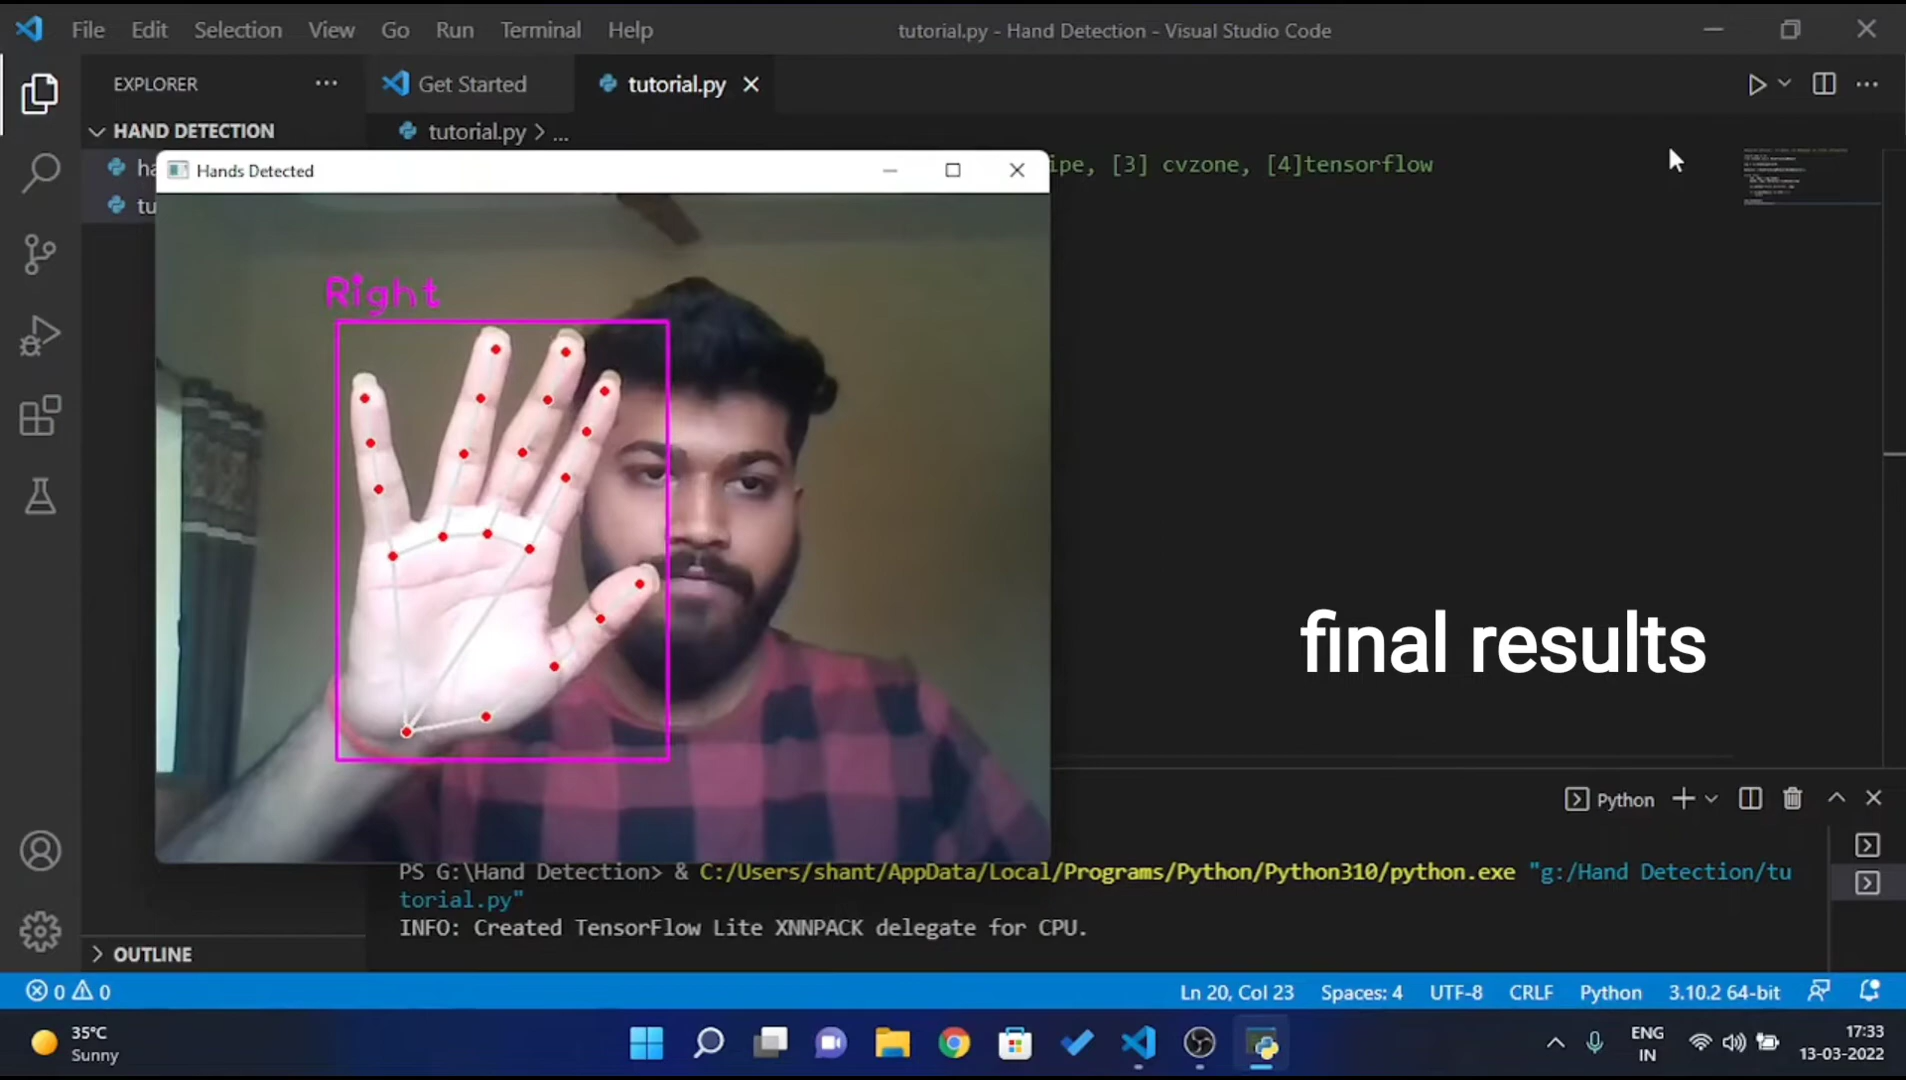 File Edit Selection View Go Run Terminal Help
tutorial.py - Hand Detection - Visual Studio Code
EXPLORER
Get Started
tutorial.py
HAND DETECTION
tutorial.py > ...
ha
tu
Hands Detected
ipe, [3] cvzone, [4]tensorflow
Right
final results
Python
PS G:\Hand Detection> & C:/Users/shant/AppData/Local/Programs/Python/Python310/python.exe "g:/Hand Detection/tu
torial.py"
INFO: Created TensorFlow Lite XNNPACK delegate for CPU.
OUTLINE
0 0
Ln 20, Col 23 Spaces: 4 UTF-8 CRLF Python 3.10.2 64-bit
35°C
Sunny
ENG
IN
17:33
13-03-2022